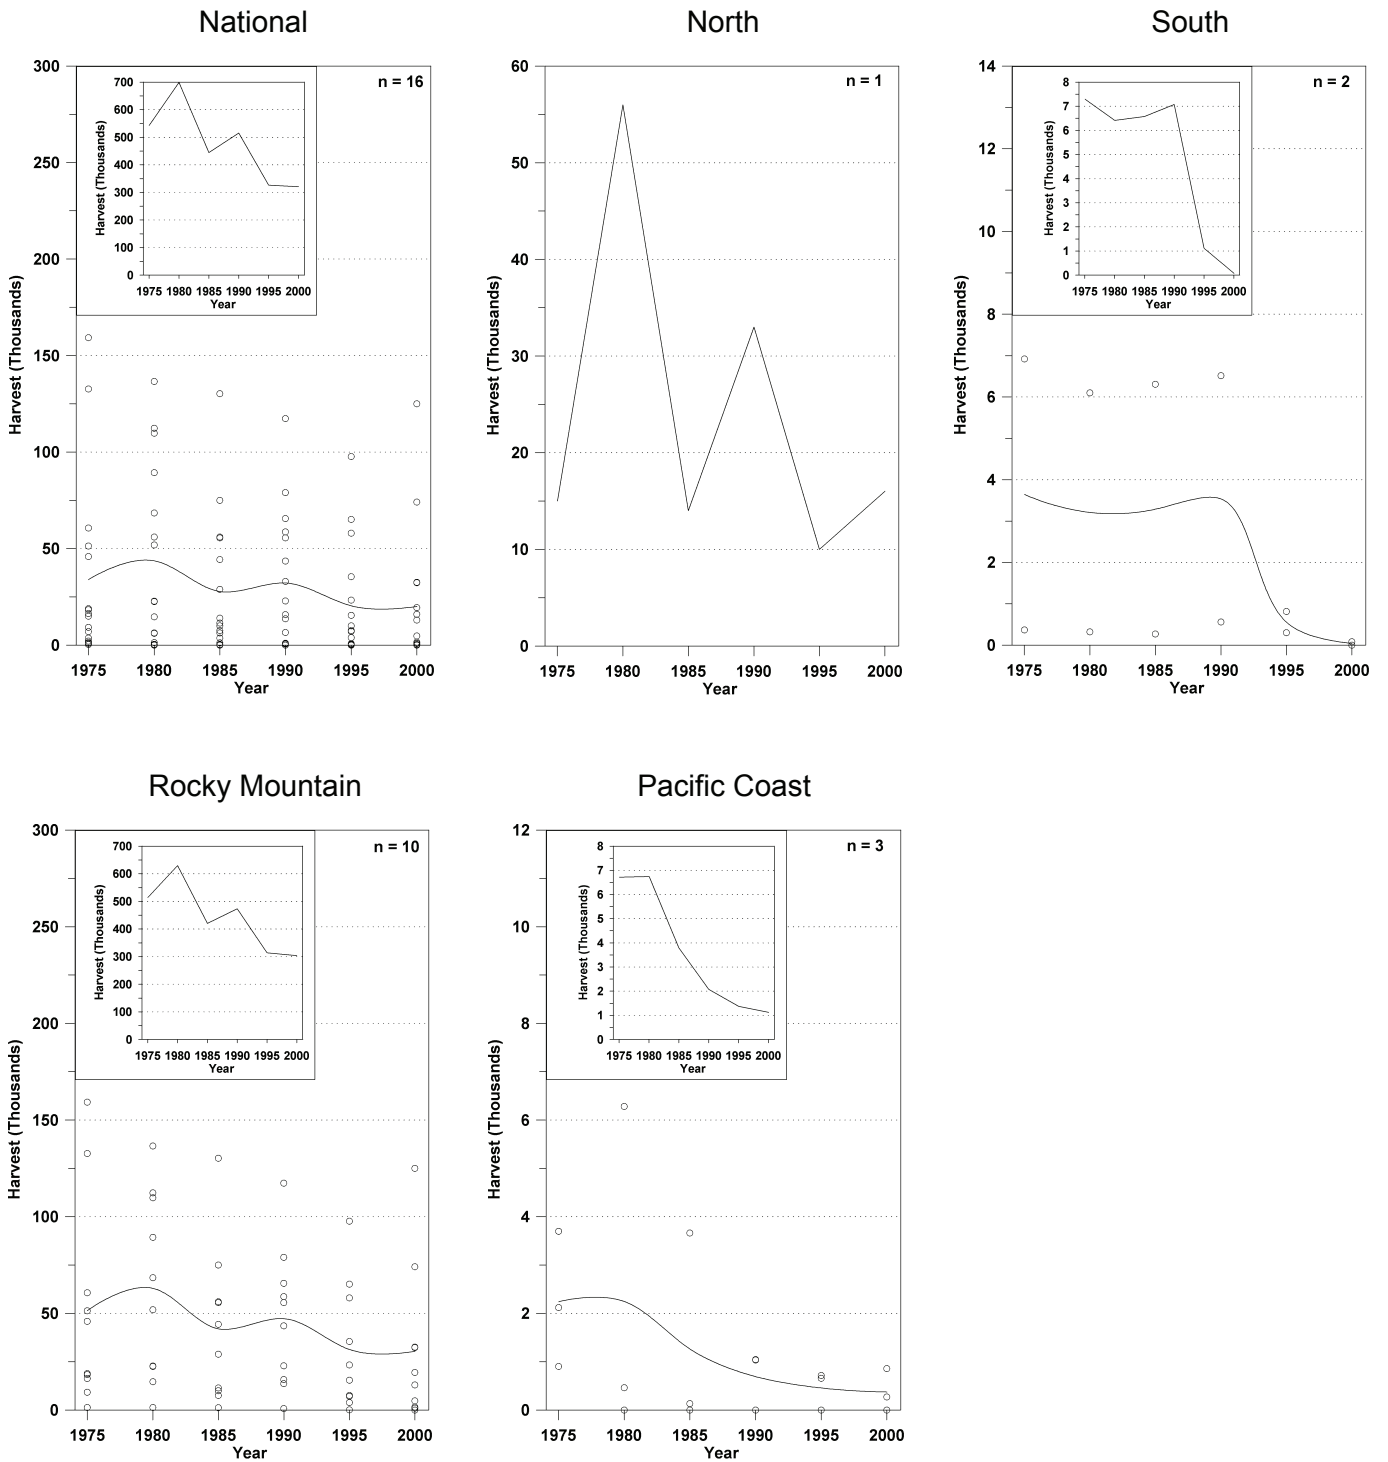 National
North
South
300
250
200
150
100
50
0
Harvest (Thousands)
1975 1980 1985 1990 1995 2000
Year
n = 16
700
600
500
400
300
200
100
0
Harvest (Thousands)
1975 1980 1985 1990 1995 2000
Year
60
50
40
30
20
10
0
Harvest (Thousands)
1975 1980 1985 1990 1995 2000
Year
n = 1
14
12
10
8
6
4
2
0
Harvest (Thousands)
1975 1980 1985 1990 1995 2000
Year
n = 2
8
7
6
5
4
3
2
1
0
Harvest (Thousands)
1975 1980 1985 1990 1995 2000
Year
Rocky Mountain
Pacific Coast
300
250
200
150
100
50
0
Harvest (Thousands)
1975 1980 1985 1990 1995 2000
Year
n = 10
700
600
500
400
300
200
100
0
Harvest (Thousands)
1975 1980 1985 1990 1995 2000
Year
12
10
8
6
4
2
0
Harvest (Thousands)
1975 1980 1985 1990 1995 2000
Year
n = 3
8
7
6
5
4
3
2
1
0
Harvest (Thousands)
1975 1980 1985 1990 1995 2000
Year